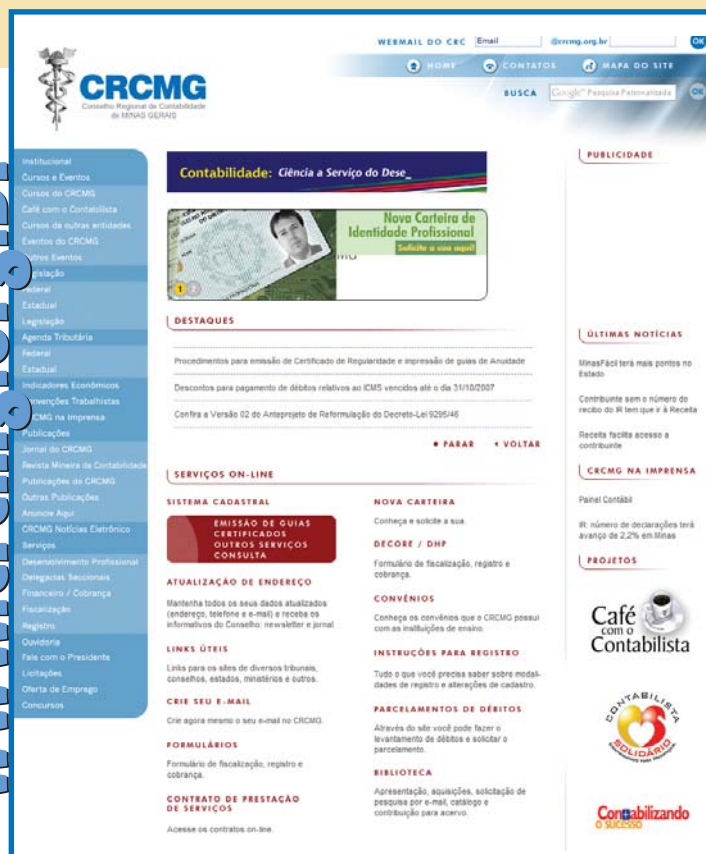 WEBMAIL DO CRC Email @crcmg.org.br OK
HOME CONTATOS MAPA DO SITE
BUSCA Google™ Pesquisa Personalizada OK
CRCMG
Conselho Regional de Contabilidade
de MINAS GERAIS
Institucional
Cursos e Eventos
Cursos do CRCMG
Café com o Contabilista
Cursos de outras entidades
Eventos do CRCMG
Outros Eventos
Legislação
Federal
Estadual
Legislação
Agenda Tributária
Federal
Estadual
Indicadores Econômicos
Convenções Trabalhistas
CRCMG na Imprensa
Publicações
Jornal do CRCMG
Revista Mineira da Contabilidade
Publicações do CRCMG
Outras Publicações
Anuncie Aqui
CRCMG Notícias Eletrônico
Serviços
Desenvolvimento Profissional
Delegacias Seccionais
Financeiro / Cobrança
Fiscalização
Registro
Ouvidoria
Fale com o Presidente
Licitações
Oferta de Emprego
Concursos
Contabilidade: Ciência a Serviço do Dese_
Nova Carteira de
Identidade Profissional
Solicite a sua aqui!
1 2
DESTAQUES
Procedimentos para emissão de Certificado de Regularidade e impressão de guias de Anuidade
Descontos para pagamento de débitos relativos ao ICMS vencidos até o dia 31/10/2007
Confira a Versão 02 do Anteprojeto de Reformulação do Decreto-Lei 9295/46
PARAR VOLTAR
SERVIÇOS ON-LINE
SISTEMA CADASTRAL
EMISSÃO DE GUIAS
CERTIFICADOS
OUTROS SERVIÇOS
CONSULTA
ATUALIZAÇÃO DE ENDEREÇO
Mantenha todos os seus dados atualizados
(endereço, telefone e e-mail) e receba os
informativos do Conselho: newsletter e jornal
LINKS ÚTEIS
Links para os sites de diversos tribunais,
conselhos, estados, ministérios e outros.
CRIE SEU E-MAIL
Crie agora mesmo o seu e-mail no CRCMG.
FORMULÁRIOS
Formulário de fiscalização, registro e
cobrança.
CONTRATO DE PRESTAÇÃO
DE SERVIÇOS
Acesse os contratos on-line.
NOVA CARTEIRA
Conheça e solicite a sua.
DECORE / DHP
Formulário de fiscalização, registro e
cobrança.
CONVÊNIOS
Conheça os convênios que o CRCMG possui
com as instituições de ensino.
INSTRUÇÕES PARA REGISTRO
Tudo o que você precisa saber sobre modali-
dades de registro e alterações de cadastro.
PARCELAMENTOS DE DÉBITOS
Através do site você pode fazer o
levantamento de débitos e solicitar o
parcelamento.
BIBLIOTECA
Apresentação, aquisições, solicitação de
pesquisa por e-mail, catálogo e
contribuição para acervo.
PUBLICIDADE
ÚLTIMAS NOTÍCIAS
MinasFácil terá mais pontos no
Estado
Contribuinte sem o número do
recibo do IR tem que ir à Receita
Receita facilita acesso a
contribuinte
CRCMG NA IMPRENSA
Painel Contábil
IR: número de declarações terá
avanço de 2,2% em Minas
PROJETOS
Café
com o
Contabilista
CONTABILISTA
SOLIDÁRIO
Contabilizando
o sucesso